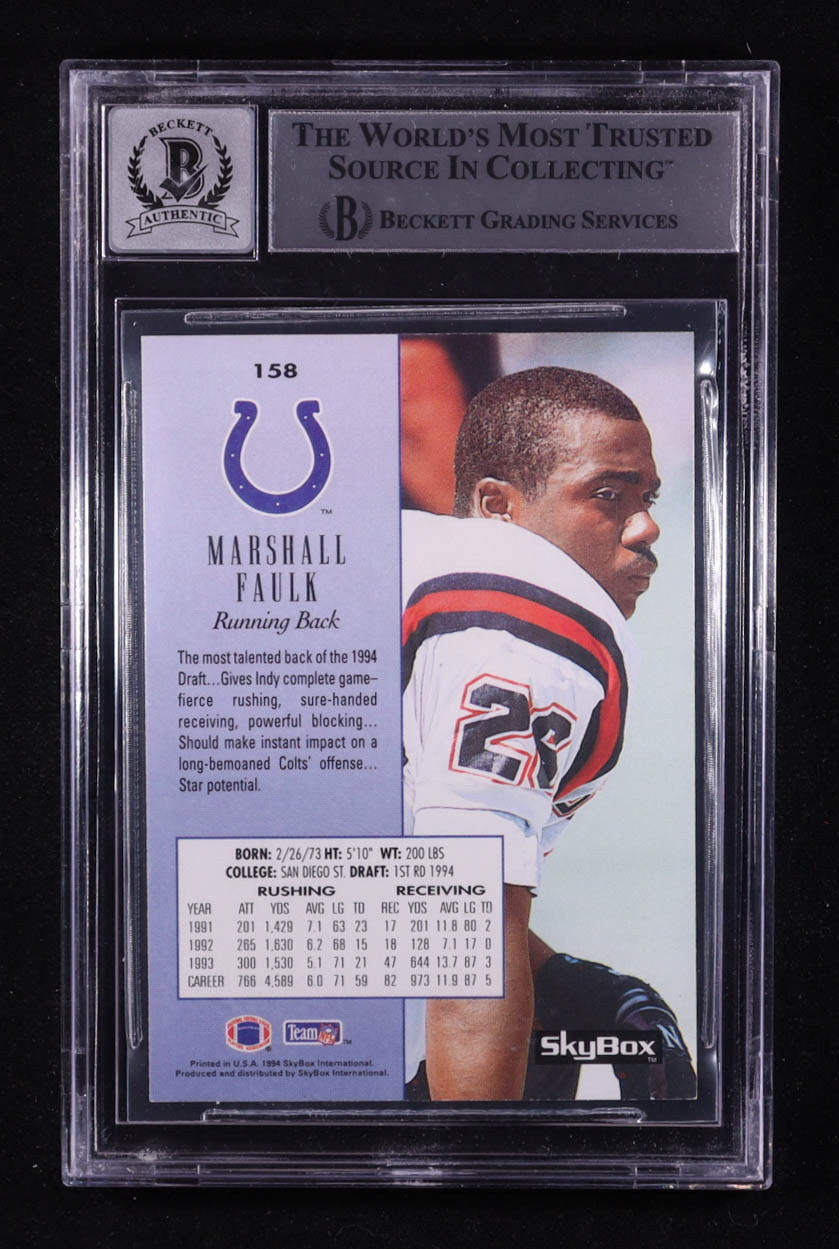 BECKETT
B
AUTHENTIC
THE WORLD'S MOST TRUSTED
SOURCE IN COLLECTING™
B BECKETT GRADING SERVICES
158
™
MARSHALL
FAULK
Running Back
The most talented back of the 1994
Draft...Gives Indy complete game–
fierce rushing, sure-handed
receiving, powerful blocking...
Should make instant impact on a
long-bemoaned Colts' offense...
Star potential.
28
BORN: 2/26/73 HT: 5'10" WT: 200 LBS
COLLEGE: SAN DIEGO ST. DRAFT: 1ST RD 1994
RUSHING RECEIVING
YEAR ATT YDS AVG LG TD REC YDS AVG LG TD
1991 201 1,429 7.1 63 23 17 201 11.8 80 2
1992 265 1,630 6.2 68 15 18 128 7.1 17 0
1993 300 1,530 5.1 71 21 47 644 13.7 87 3
CAREER 766 4,589 6.0 71 59 82 973 11.9 87 5
Team NFL ™
SkyBox™
Printed in U.S.A. 1994 SkyBox International.
Produced and distributed by SkyBox International.